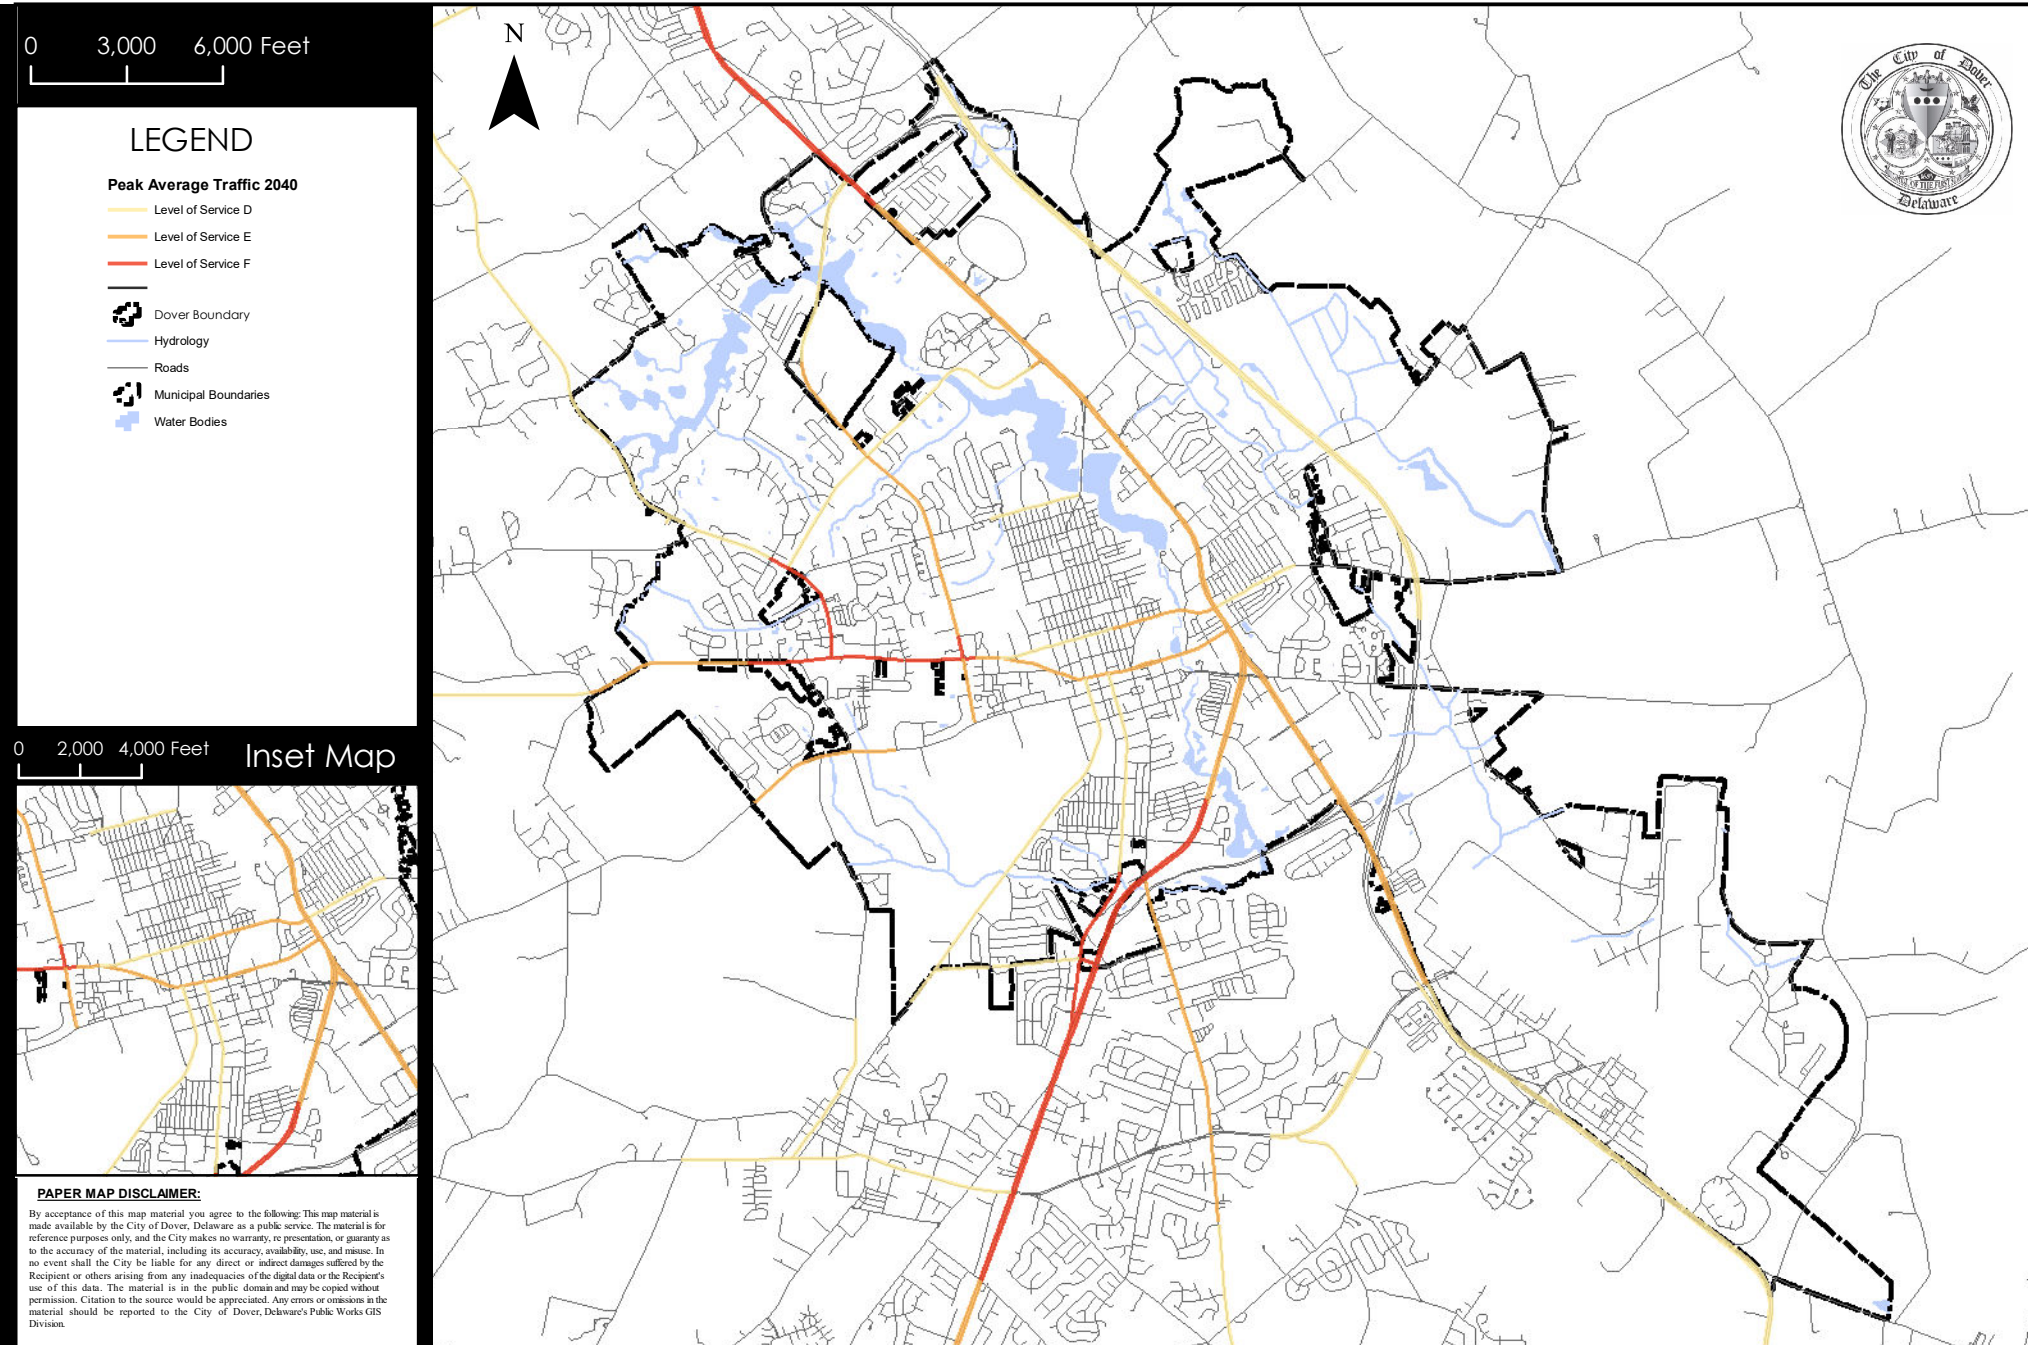 0 3,000 6,000 Feet
LEGEND
Peak Average Traffic 2040
Level of Service D
Level of Service E
Level of Service F
Dover Boundary
Hydrology
Roads
Municipal Boundaries
Water Bodies
0 2,000 4,000 Feet Inset Map
PAPER MAP DISCLAIMER:
By acceptance of this map material you agree to the following: This map material is
made available by the City of Dover, Delaware as a public service. The material is for
reference purposes only, and the City makes no warranty, re presentation, or guaranty as
to the accuracy of the material, including its accuracy, availability, use, and misuse. In
no event shall the City be liable for any direct or indirect damages suffered by the
Recipient or others arising from any inadequacies of the digital data or the Recipient's
use of this data. The material is in the public domain and may be copied without
permission. Citation to the source would be appreciated. Any errors or omissions in the
material should be reported to the City of Dover, Delaware's Public Works GIS
Division.
N
The City of Dover
Delaware